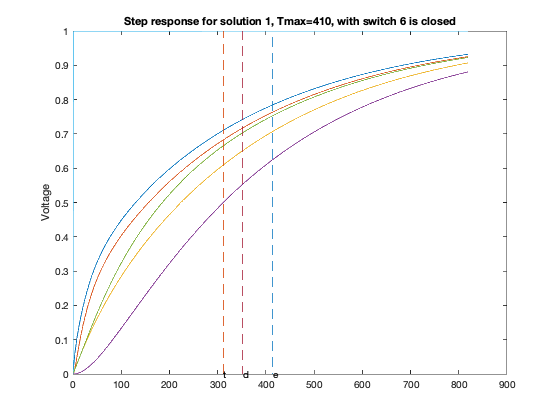 Step response for solution 1, Tmax=410, with switch 6 is closed
Voltage
1
0.9
0.8
0.7
0.6
0.5
0.4
0.3
0.2
0.1
0
t d e
0 100 200 300 400 500 600 700 800 900